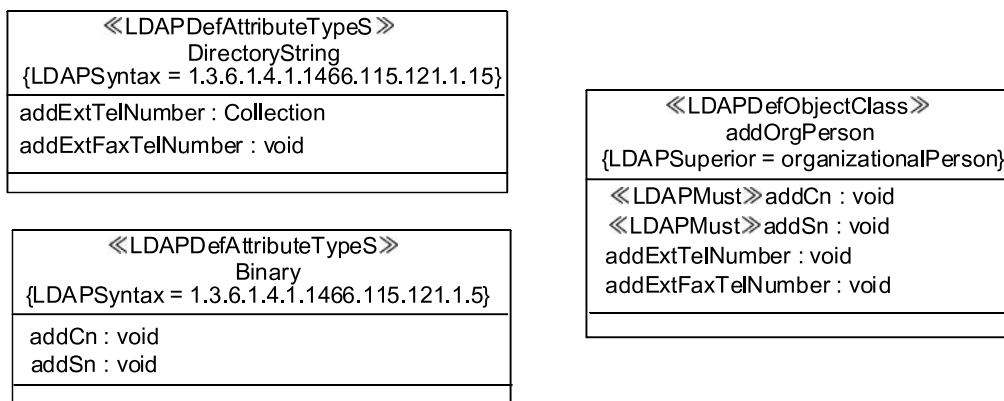 ≪LDAPDefAttributeTypeS≫
DirectoryString
{LDAPSyntax = 1.3.6.1.4.1.1466.115.121.1.15}
addExtTelNumber : Collection
addExtFaxTelNumber : void
≪LDAPDefAttributeTypeS≫
Binary
{LDAPSyntax = 1.3.6.1.4.1.1466.115.121.1.5}
addCn : void
addSn : void
≪LDAPDefObjectClass≫
addOrgPerson
{LDAPSuperior = organizationalPerson}
≪LDAPMust≫addCn : void
≪LDAPMust≫addSn : void
addExtTelNumber : void
addExtFaxTelNumber : void